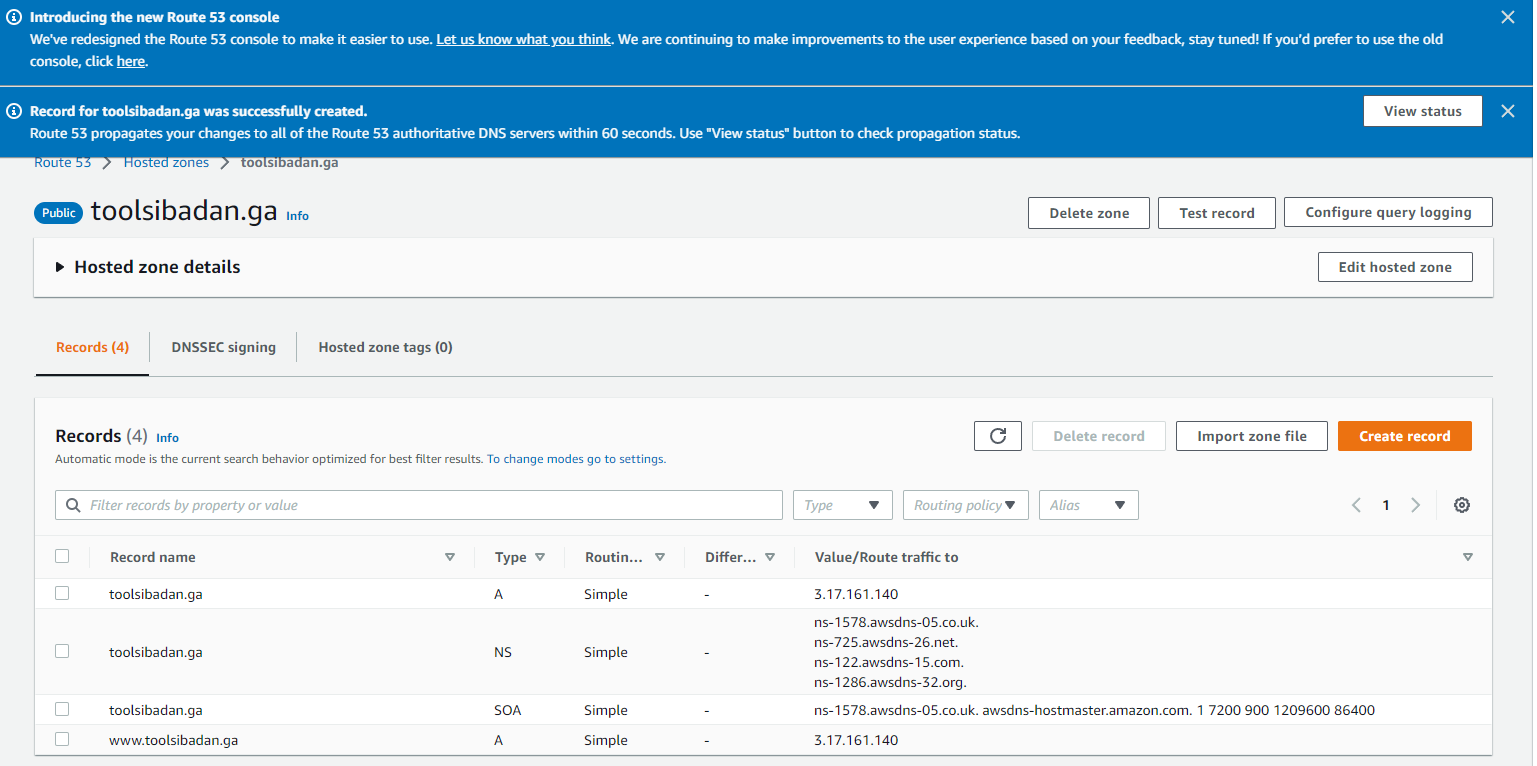 Introducing the new Route 53 console
We've redesigned the Route 53 console to make it easier to use. Let us know what you think. We are continuing to make improvements to the user experience based on your feedback, stay tuned! If you'd prefer to use the old
console, click here.
Record for toolsibadan.ga was successfully created.
Route 53 propagates your changes to all of the Route 53 authoritative DNS servers within 60 seconds. Use "View status" button to check propagation status.
View status
Route 53 Hosted zones toolsibadan.ga
Public toolsibadan.ga Info
Delete zone Test record Configure query logging
Hosted zone details Edit hosted zone
Records (4) DNSSEC signing Hosted zone tags (0)
Records (4) Info
Delete record Import zone file Create record
Automatic mode is the current search behavior optimized for best filter results. To change modes go to settings.
Filter records by property or value Type Routing policy Alias 1
Record name Type Routin... Differ... Value/Route traffic to
toolsibadan.ga A Simple - 3.17.161.140
toolsibadan.ga NS Simple - ns-1578.awsdns-05.co.uk.
ns-725.awsdns-26.net.
ns-122.awsdns-15.com.
ns-1286.awsdns-32.org.
toolsibadan.ga SOA Simple - ns-1578.awsdns-05.co.uk. awsdns-hostmaster.amazon.com. 1 7200 900 1209600 86400
www.toolsibadan.ga A Simple - 3.17.161.140